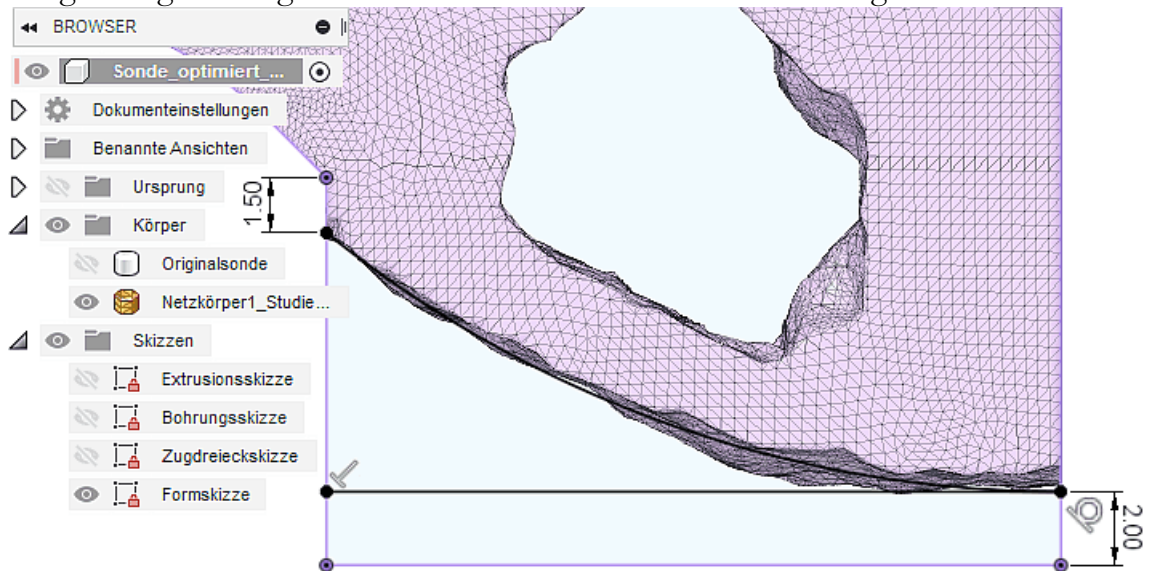 BROWSER
Sonde_optimiert_...
Dokumenteinstellungen
Benannte Ansichten
Ursprung
1.50
Körper
Originalsonde
Netzkörper1_Studie...
Skizzen
Extrusionsskizze
Bohrungsskizze
Zugdreieckskizze
Formskizze
2.00